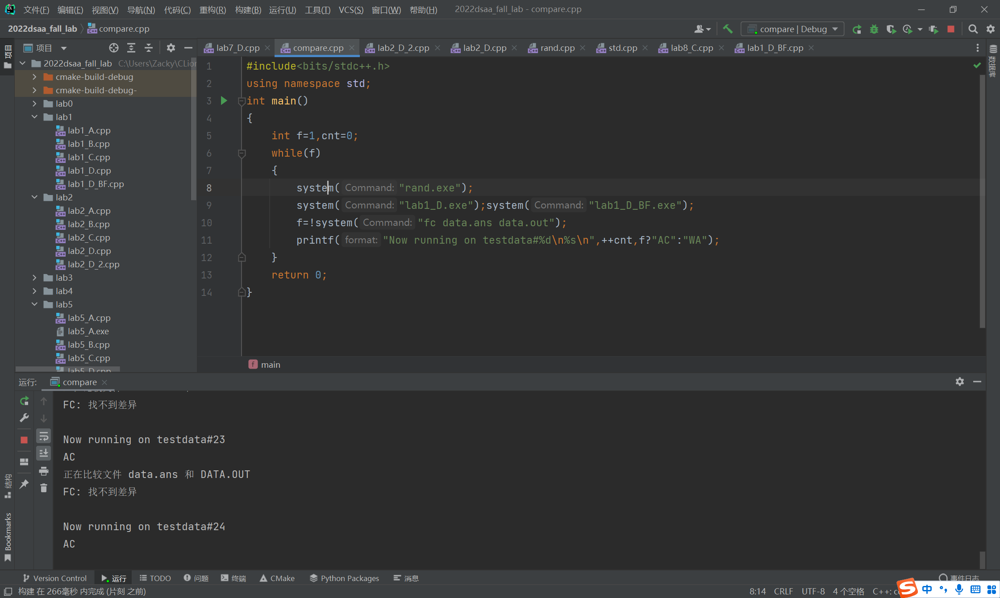 文件(F) 编辑(E) 视图(V) 导航(N) 代码(C) 重构(R) 构建(B) 运行(U) 工具(T) VCS(S) 窗口(W) 帮助(H) 2022dsaa_fall_lab - compare.cpp
2022dsaa_fall_lab compare.cpp
compare | Debug
项目
项目
lab7_D.cpp compare.cpp lab2_D_2.cpp lab2_D.cpp rand.cpp std.cpp lab8_C.cpp lab1_D_BF.cpp
数据库
2022dsaa_fall_lab C:\Users\Zacky\CLion
cmake-build-debug
cmake-build-debug-
lab0
lab1
lab1_A.cpp
lab1_B.cpp
lab1_C.cpp
lab1_D.cpp
lab1_D_BF.cpp
lab2
lab2_A.cpp
lab2_B.cpp
lab2_C.cpp
lab2_D.cpp
lab2_D_2.cpp
lab3
lab4
lab5
lab5_A.cpp
lab5_A.exe
lab5_B.cpp
lab5_C.cpp
lab5_D.cpp
1 #include<bits/stdc++.h>
2 using namespace std;
3 int main()
4 {
5 int f=1,cnt=0;
6 while(f)
7 {
8 system( Command: "rand.exe");
9 system( Command: "lab1_D.exe");system( Command: "lab1_D_BF.exe");
10 f=!system( Command: "fc data.ans data.out");
11 printf( format: "Now running on testdata#%d\n%s\n",++cnt,f?"AC":"WA");
12 }
13 return 0;
14 }
f main
运行: compare
FC: 找不到差异
Now running on testdata#23
AC
正在比较文件 data.ans 和 DATA.OUT
FC: 找不到差异
Now running on testdata#24
AC
结构
Bookmarks
Version Control 运行 TODO 问题 终端 CMake Python Packages 消息 事件日志
构建 在 266毫秒 内完成 (片刻 之前)
8:14 CRLF UTF-8 4 个空格 C++: co
中